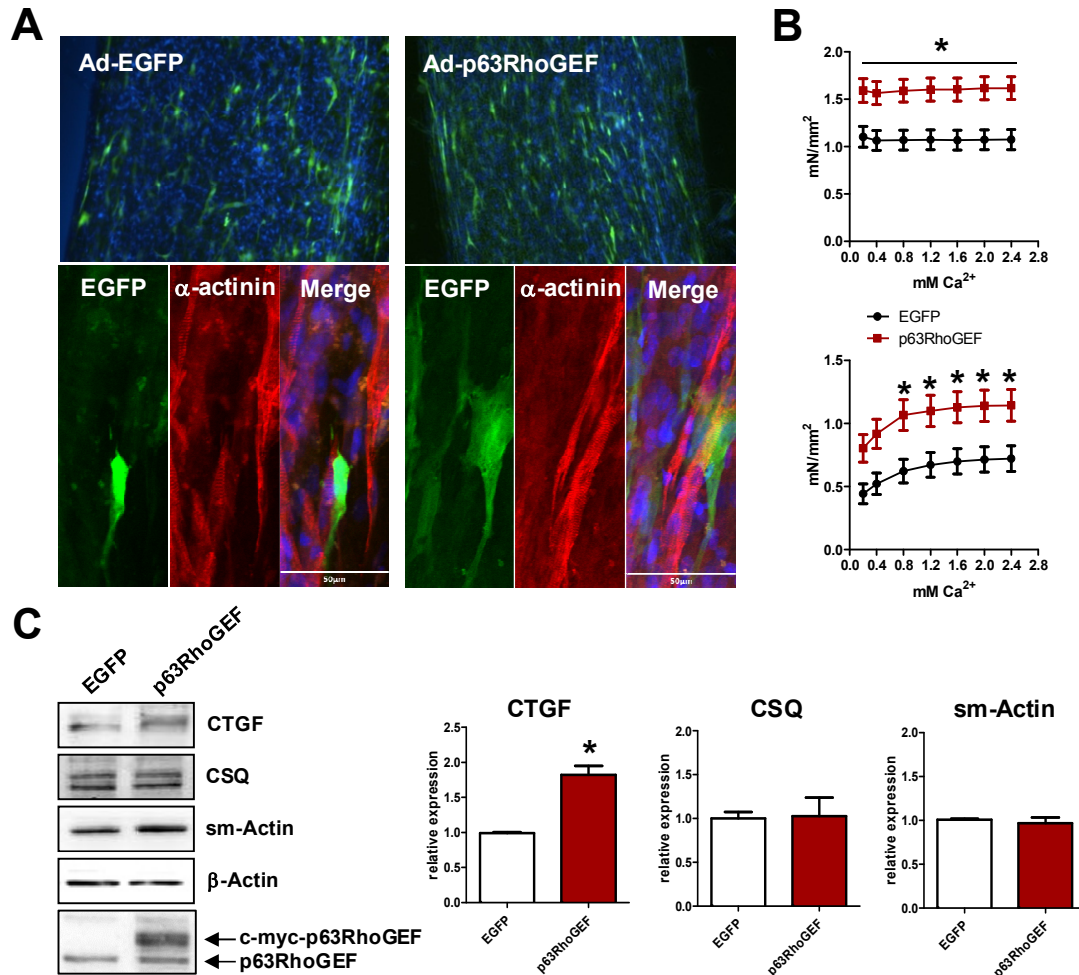 A
Ad-EGFP
Ad-p63RhoGEF
EGFP
α-actinin
Merge
50µm
EGFP
α-actinin
Merge
50µm
B
*
mN/mm²
2.0
1.5
1.0
0.5
0.0
0.0 0.4 0.8 1.2 1.6 2.0 2.4 2.8
mM Ca²⁺
EGFP
p63RhoGEF
* * * * *
mN/mm²
1.5
1.0
0.5
0.0
0.0 0.4 0.8 1.2 1.6 2.0 2.4 2.8
mM Ca²⁺
C
EGFP
p63RhoGEF
CTGF
CSQ
sm-Actin
β-Actin
c-myc-p63RhoGEF
p63RhoGEF
CTGF
*
relative expression
2.5
2.0
1.5
1.0
0.5
0.0
EGFP
p63RhoGEF
CSQ
relative expression
2.0
1.5
1.0
0.5
0.0
EGFP
p63RhoGEF
sm-Actin
relative expression
2.0
1.5
1.0
0.5
0.0
EGFP
p63RhoGEF